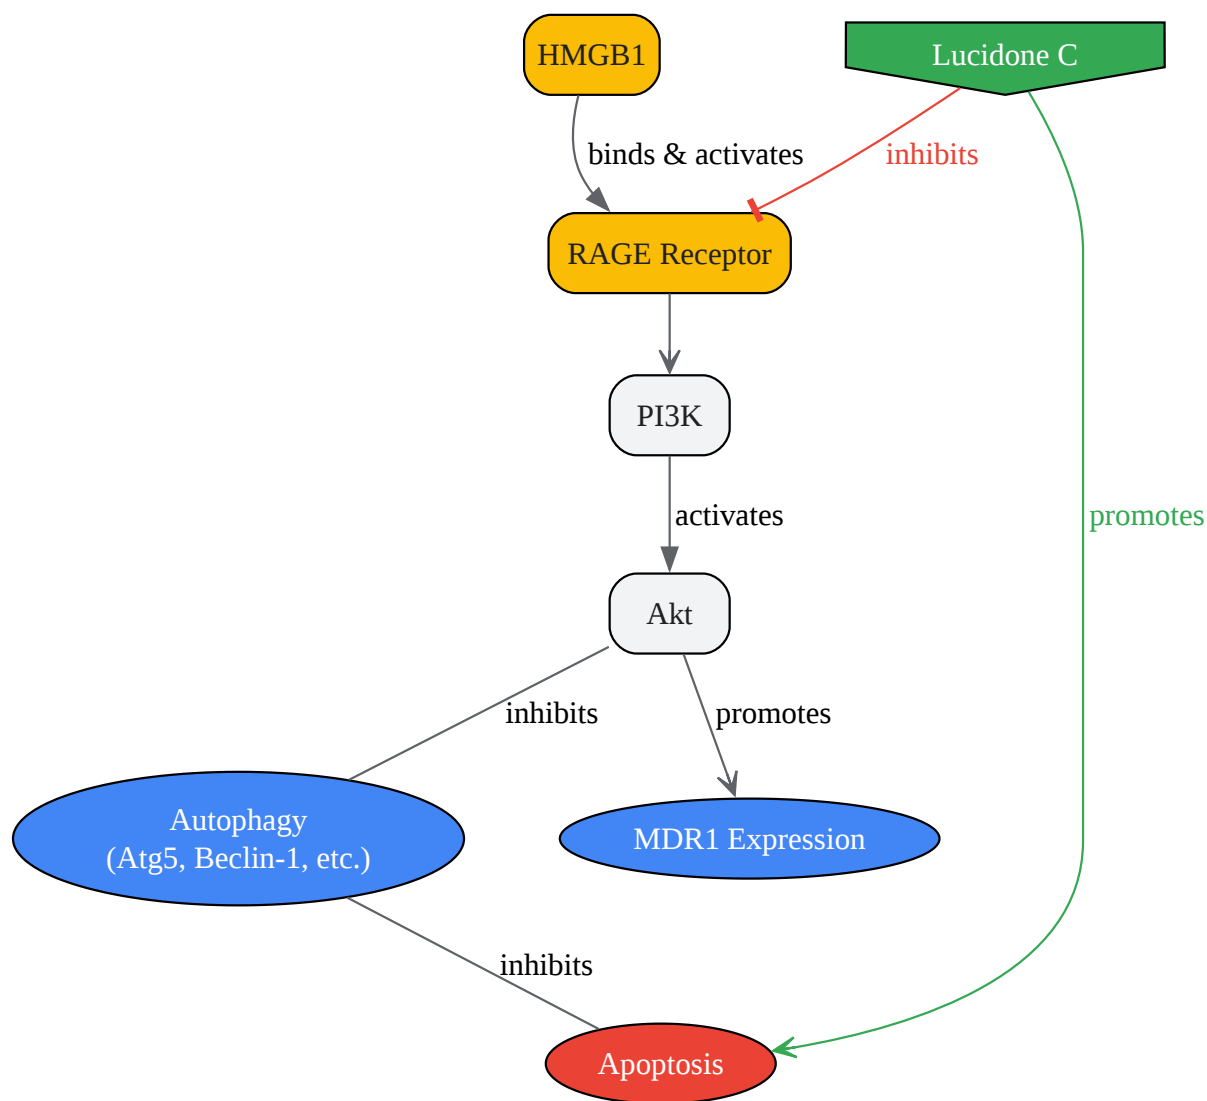 HMGB1
Lucidone C
binds & activates
inhibits
RAGE Receptor
PI3K
activates
promotes
Akt
inhibits
promotes
Autophagy
(Atg5, Beclin-1, etc.)
MDR1 Expression
inhibits
Apoptosis